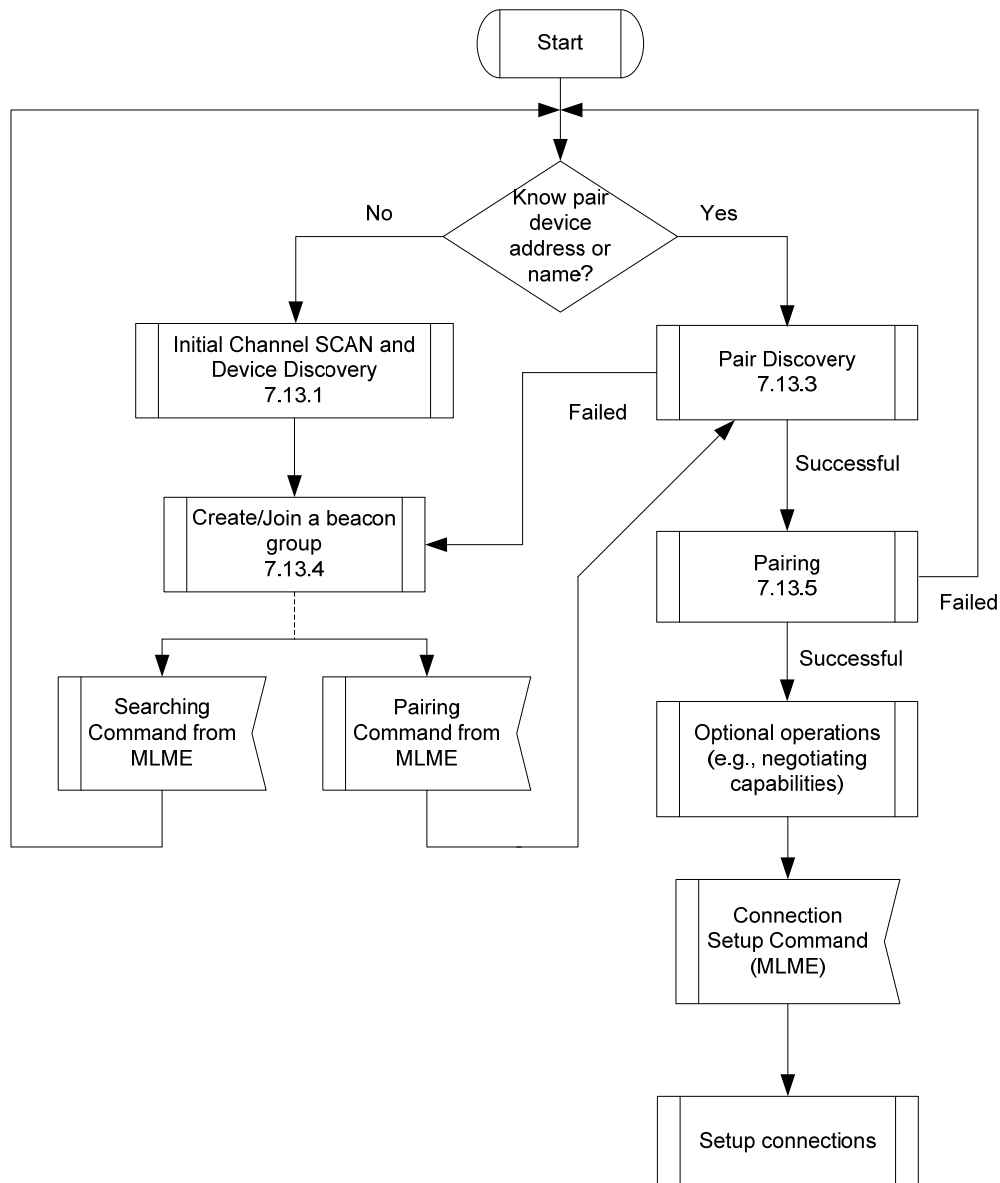 Start
Know pair
device
address or
name?
No
Yes
Initial Channel SCAN and
Device Discovery
7.13.1
Pair Discovery
7.13.3
Failed
Successful
Create/Join a beacon
group
7.13.4
Pairing
7.13.5
Failed
Successful
Searching
Command from
MLME
Pairing
Command from
MLME
Optional operations
(e.g., negotiating
capabilities)
Connection
Setup Command
(MLME)
Setup connections